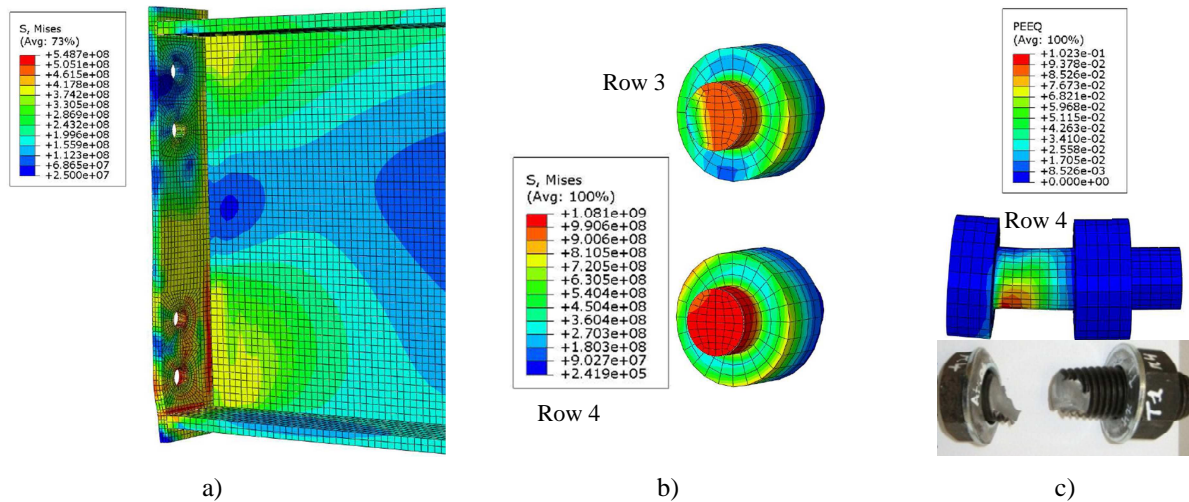 S, Mises
(Avg: 73%)
+5.487e+08
+5.051e+08
+4.615e+08
+4.178e+08
+3.742e+08
+3.305e+08
+2.869e+08
+2.432e+08
+1.996e+08
+1.559e+08
+1.123e+08
+6.865e+07
+2.500e+07
Row 3
S, Mises
(Avg: 100%)
+1.081e+09
+9.906e+08
+9.006e+08
+8.105e+08
+7.205e+08
+6.305e+08
+5.404e+08
+4.504e+08
+3.604e+08
+2.703e+08
+1.803e+08
+9.027e+07
+2.419e+05
Row 4
PEEQ
(Avg: 100%)
+1.023e-01
+9.378e-02
+8.526e-02
+7.673e-02
+6.821e-02
+5.968e-02
+5.115e-02
+4.263e-02
+3.410e-02
+2.558e-02
+1.705e-02
+8.526e-03
+0.000e+00
Row 4
a)
b)
c)